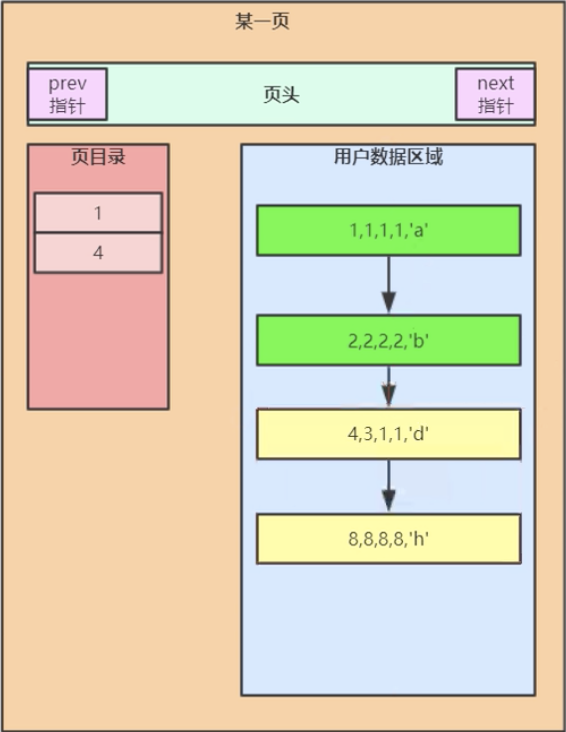 某一页
prev
指针
页头
next
指针
页目录
1
4
用户数据区域
1,1,1,1,'a'
2,2,2,2,'b'
4,3,1,1,'d'
8,8,8,8,'h'